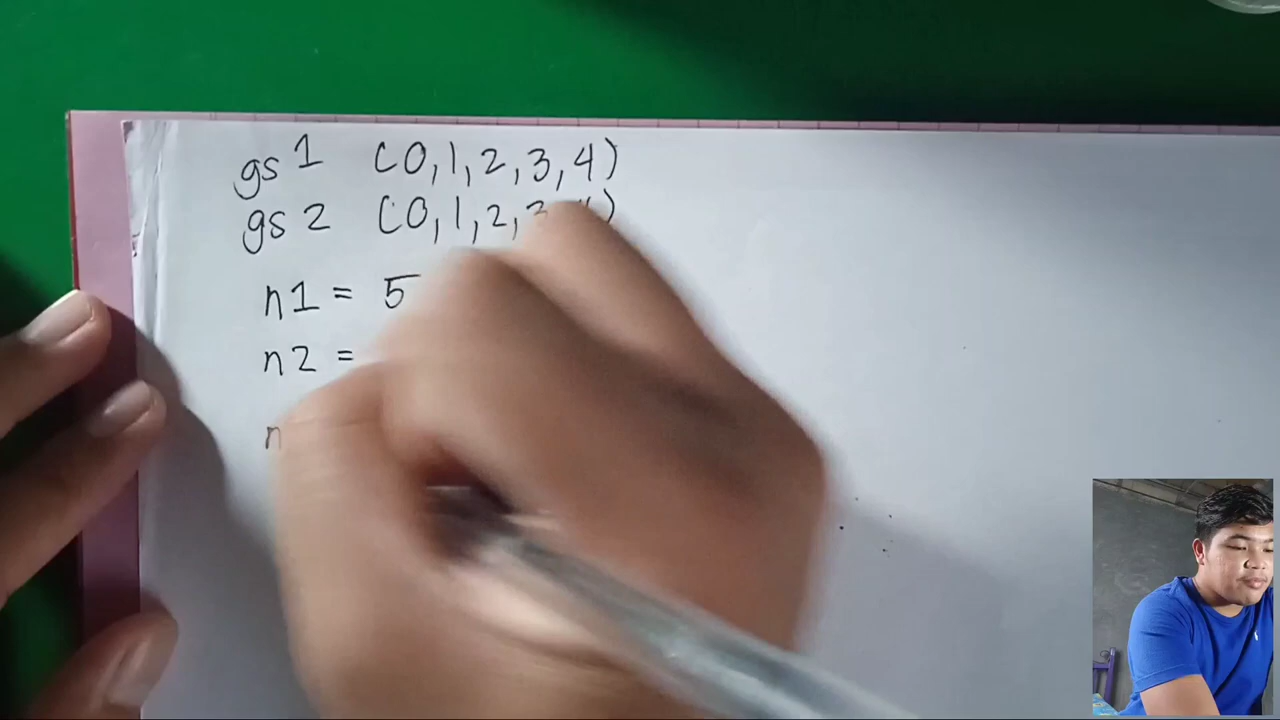 gs 1 (0,1,2,3,4)
gs 2 (0,1,2,
n1 = 5
n2 =
n